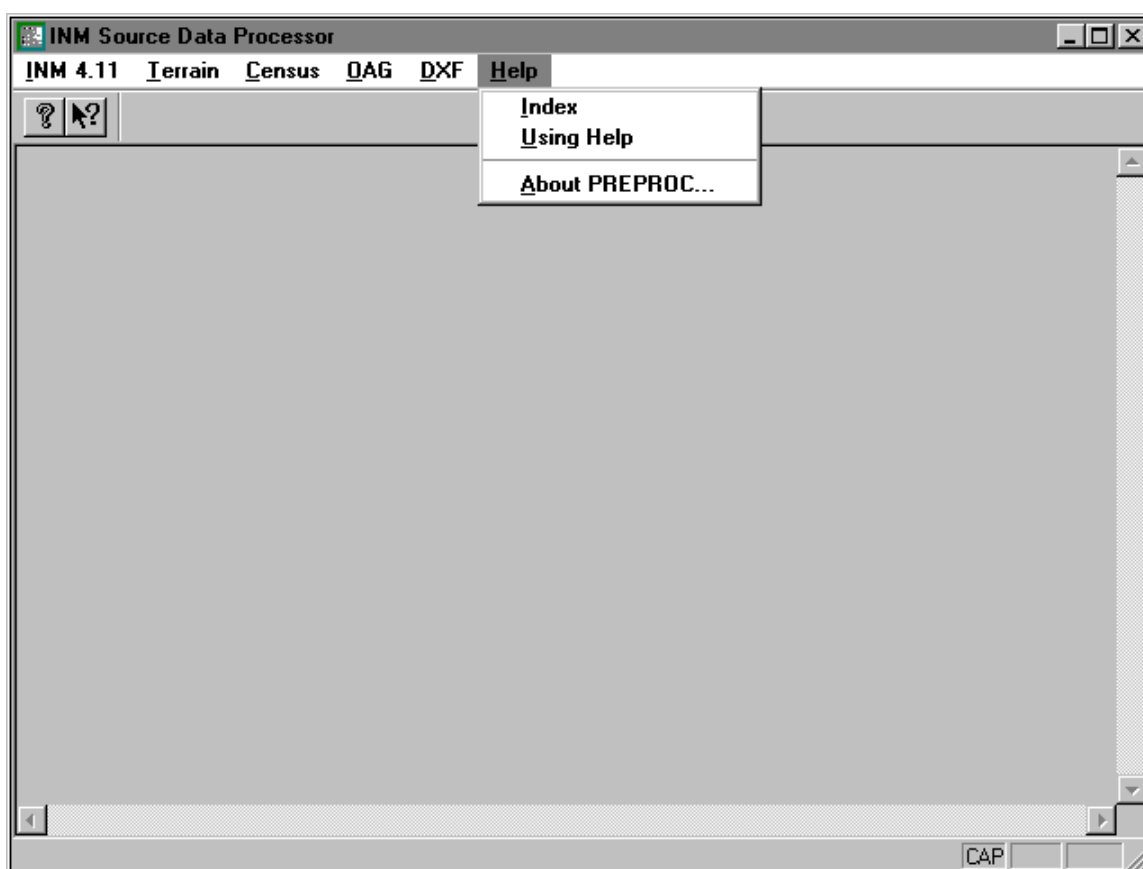 INM Source Data Processor
INM 4.11 Terrain Census OAG DXF Help
Index
Using Help
About PREPROC...
CAP